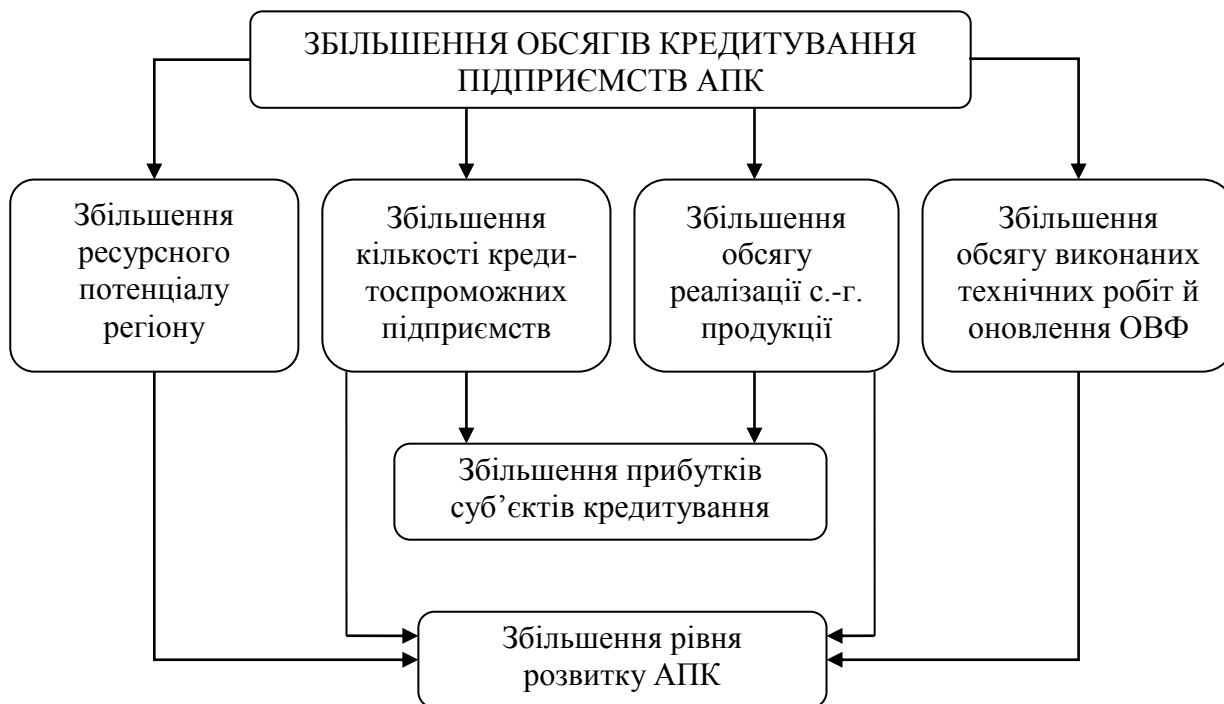 ЗБІЛЬШЕННЯ ОБСЯГІВ КРЕДИТУВАННЯ
ПІДПРИЄМСТВ АПК
Збільшення
ресурсного
потенціалу
регіону
Збільшення
кількості креди-
тоспроможних
підприємств
Збільшення
обсягу
реалізації с.-г.
продукції
Збільшення
обсягу виконаних
технічних робіт й
оновлення ОВФ
Збільшення прибутків
суб’єктів кредитування
Збільшення рівня
розвитку АПК